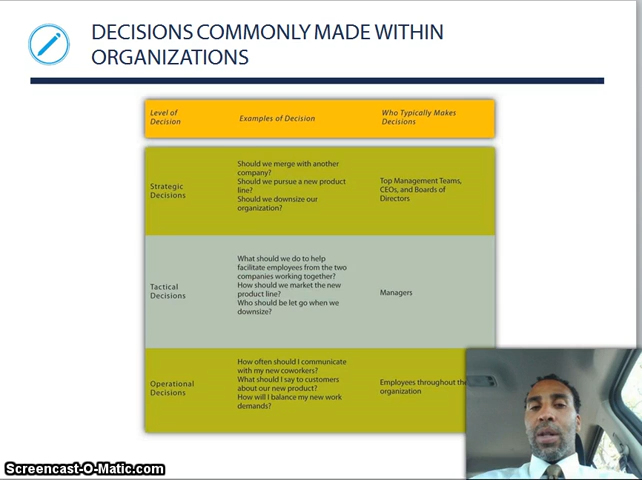 DECISIONS COMMONLY MADE WITHIN
ORGANIZATIONS
Level of
Decision
Examples of Decision
Who Typically Makes
Decisions
Strategic
Decisions
Should we merge with another
company?
Should we pursue a new product
line?
Should we downsize our
organization?
Top Management Teams,
CEOs, and Boards of
Directors
Tactical
Decisions
What should we do to help
facilitate employees from the two
companies working together?
How should we market the new
product line?
Who should be let go when we
downsize?
Managers
Operational
Decisions
How often should I communicate
with my new coworkers?
What should I say to customers
about our new product?
How will I balance my new work
demands?
Employees throughout the
organization
Screencast-O-Matic.com